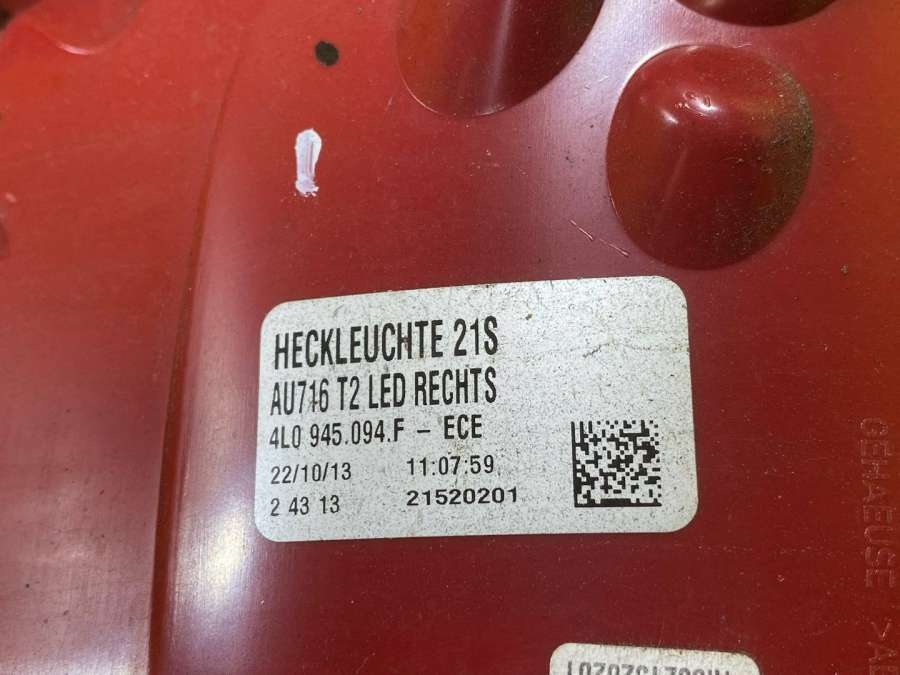 HECKLEUCHTE 21S
AU716 T2 LED RECHTS
4L0 945.094.F - ECE
22/10/13 11:07:59
2 43 13 21520201
GEHAEUSE